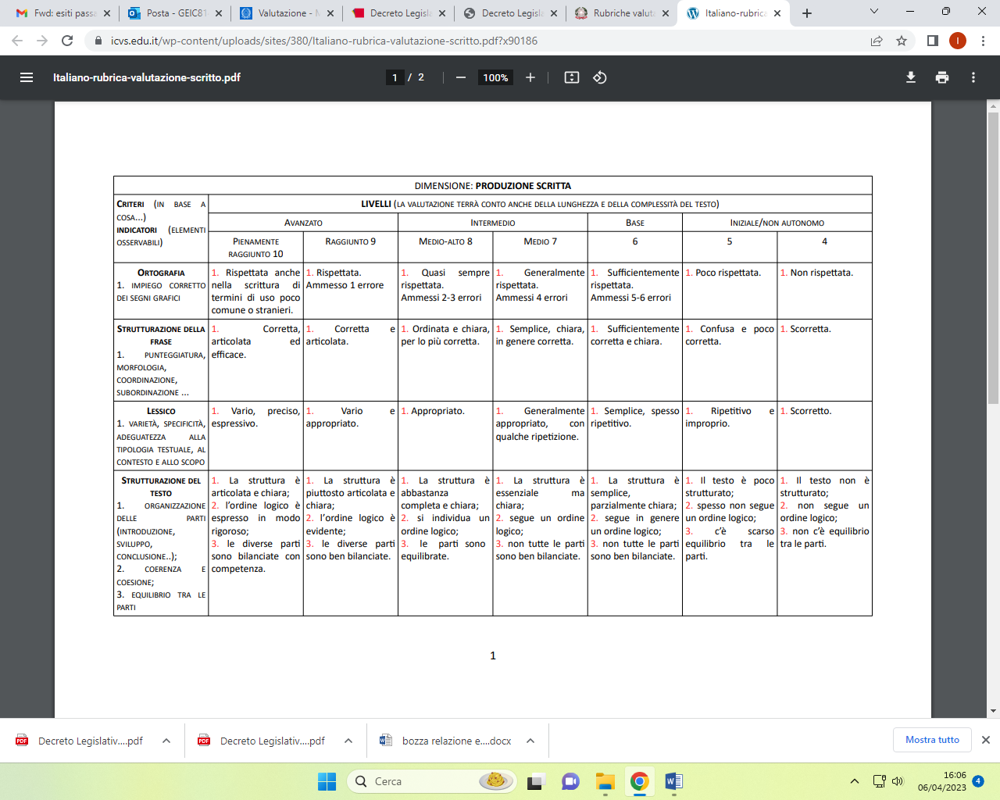 Fwd: esiti passa
Posta - GEIC81
Valutazione - M
Decreto Legisla
Decreto Legisla
Rubriche valuta
Italiano-rubrica
icvs.edu.it/wp-content/uploads/sites/380/Italiano-rubrica-valutazione-scritto.pdf?x90186
I
Italiano-rubrica-valutazione-scritto.pdf
1 / 2
100%
DIMENSIONE: PRODUZIONE SCRITTA
CRITERI (IN BASE A
COSA...)
INDICATORI (ELEMENTI
OSSERVABILI)
LIVELLI (LA VALUTAZIONE TERRÀ CONTO ANCHE DELLA LUNGHEZZA E DELLA COMPLESSITÀ DEL TESTO)
AVANZATO
INTERMEDIO
BASE
INIZIALE/NON AUTONOMO
PIENAMENTE
RAGGIUNTO 10
RAGGIUNTO 9
MEDIO-ALTO 8
MEDIO 7
6
5
4
ORTOGRAFIA
1. IMPIEGO CORRETTO
DEI SEGNI GRAFICI
1. Rispettata anche
nella scrittura di
termini di uso poco
comune o stranieri.
1. Rispettata.
Ammesso 1 errore
1. Quasi sempre
rispettata.
Ammessi 2-3 errori
1. Generalmente
rispettata.
Ammessi 4 errori
1. Sufficientemente
rispettata.
Ammessi 5-6 errori
1. Poco rispettata.
1. Non rispettata.
STRUTTURAZIONE DELLA
FRASE
1. PUNTEGGIATURA,
MORFOLOGIA,
COORDINAZIONE,
SUBORDINAZIONE ...
1. Corretta,
articolata ed
efficace.
1. Corretta e
articolata.
1. Ordinata e chiara,
per lo più corretta.
1. Semplice, chiara,
in genere corretta.
1. Sufficientemente
corretta e chiara.
1. Confusa e poco
corretta.
1. Scorretta.
LESSICO
1. VARIETÀ, SPECIFICITÀ,
ADEGUATEZZA ALLA
TIPOLOGIA TESTUALE, AL
CONTESTO E ALLO SCOPO
1. Vario, preciso,
espressivo.
1. Vario e
appropriato.
1. Appropriato.
1. Generalmente
appropriato, con
qualche ripetizione.
1. Semplice, spesso
ripetitivo.
1. Ripetitivo e
improprio.
1. Scorretto.
STRUTTURAZIONE DEL
TESTO
1. ORGANIZZAZIONE
DELLE PARTI
(INTRODUZIONE,
SVILUPPO,
CONCLUSIONE..);
2. COERENZA E
COESIONE;
3. EQUILIBRIO TRA LE
PARTI
1. La struttura è
articolata e chiara;
2. l'ordine logico è
espresso in modo
rigoroso;
3. le diverse parti
sono bilanciate con
competenza.
1. La struttura è
piuttosto articolata e
chiara;
2. l'ordine logico è
evidente;
3. le diverse parti
sono ben bilanciate.
1. La struttura è
abbastanza
completa e chiara;
2. si individua un
ordine logico;
3. le parti sono
equilibrate.
1. La struttura è
essenziale ma
chiara;
2. segue un ordine
logico;
3. non tutte le parti
sono ben bilanciate.
1. La struttura è
semplice,
parzialmente chiara;
2. segue in genere
un ordine logico;
3. non tutte le parti
sono ben bilanciate.
1. Il testo è poco
strutturato;
2. spesso non segue
un ordine logico;
3. c'è scarso
equilibrio tra le
parti.
1. Il testo non è
strutturato;
2. non segue un
ordine logico;
3. non c'è equilibrio
tra le parti.
1
Decreto Legislativ....pdf
Decreto Legislativ....pdf
bozza relazione e....docx
Mostra tutto
Cerca
16:06
06/04/2023
4